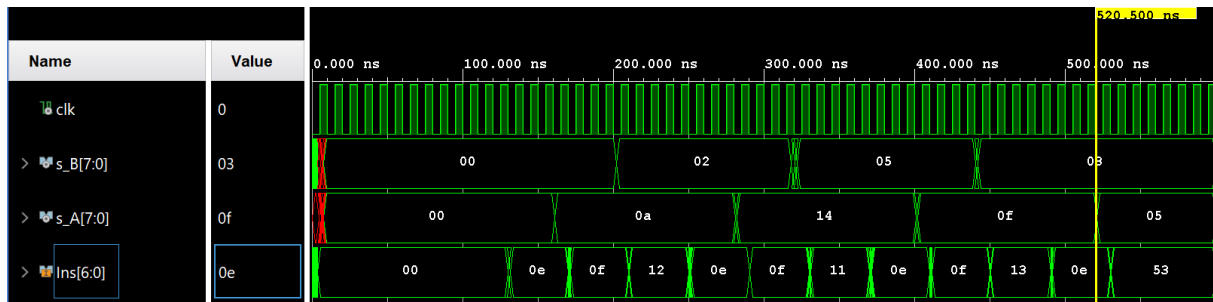 520.500 ns
Name Value
0.000 ns 100.000 ns 200.000 ns 300.000 ns 400.000 ns 500.000 ns
clk 0
s_B[7:0] 03 00 02 05 03
s_A[7:0] 0f 00 0a 14 0f 05
Ins[6:0] 0e 00 0e 0f 12 0e 0f 11 0e 0f 13 0e 53